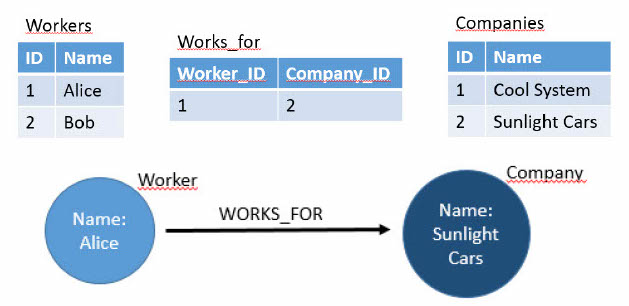 Workers
ID Name
1 Alice
2 Bob
Works_for
Worker_ID Company_ID
1 2
Companies
ID Name
1 Cool System
2 Sunlight Cars
Worker
Name:
Alice
WORKS_FOR
Company
Name:
Sunlight
Cars